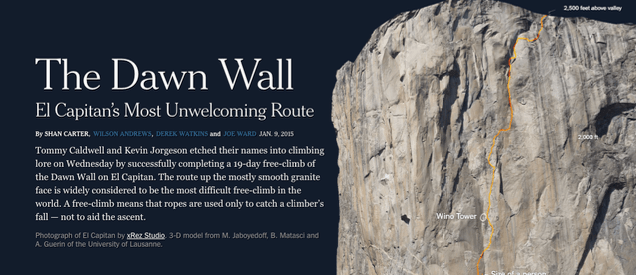 2,500 feet above valley
The Dawn Wall
El Capitan's Most Unwelcoming Route
By SHAN CARTER, WILSON ANDREWS, DEREK WATKINS and JOE WARD JAN. 9, 2015
Tommy Caldwell and Kevin Jorgeson etched their names into climbing
lore on Wednesday by successfully completing a 19-day free-climb of
the Dawn Wall on El Capitan. The route up the mostly smooth granite
face is widely considered to be the most difficult free-climb in the
world. A free-climb means that ropes are used only to catch a climber's
fall — not to aid the ascent.
Photograph of El Capitan by xRez Studio. 3-D model from M. Jaboyedoff, B. Matasci and
A. Guerin of the University of Lausanne.
2,000 ft
Wino Tower
Size of a person